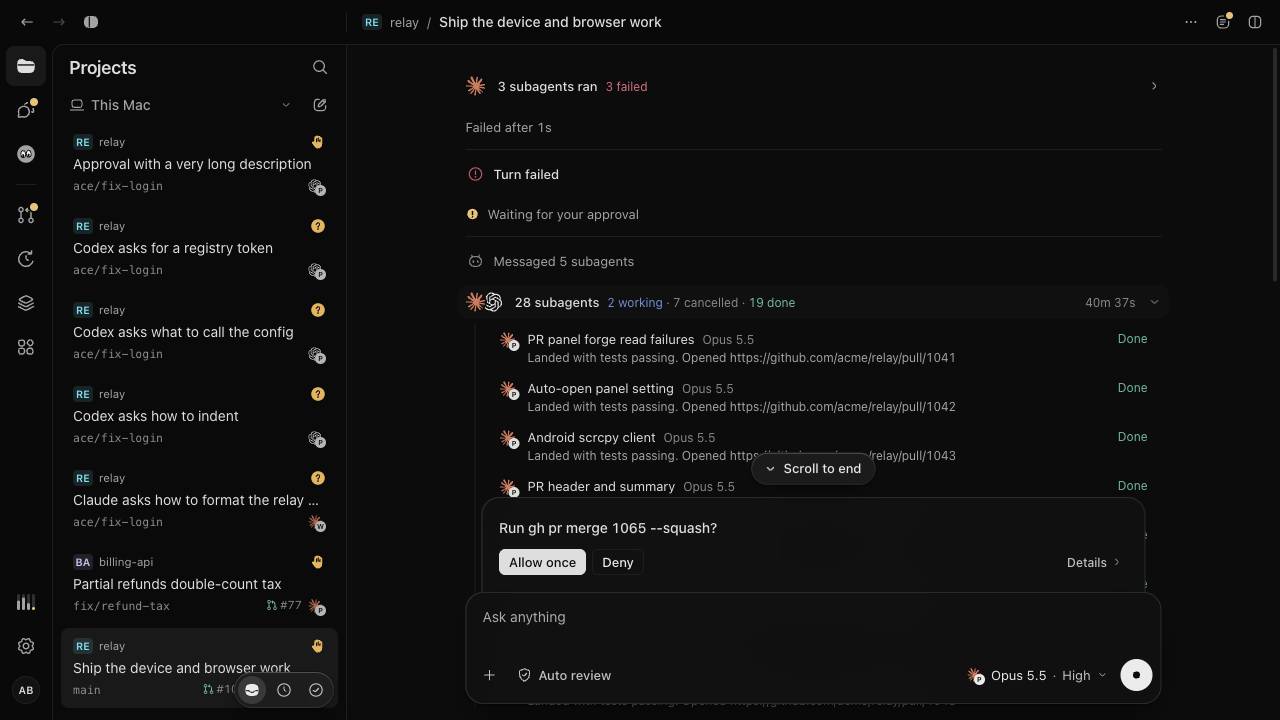 RE relay / Ship the device and browser work
Projects
This Mac
RE relay
Approval with a very long description
ace/fix-login
P
RE relay
?
Codex asks for a registry token
ace/fix-login
P
RE relay
?
Codex asks what to call the config
ace/fix-login
P
RE relay
?
Codex asks how to indent
ace/fix-login
P
RE relay
?
Claude asks how to format the relay ...
ace/fix-login
W
BA billing-api
Partial refunds double-count tax
fix/refund-tax #77
P
RE relay
Ship the device and browser work
main #10
AB
3 subagents ran 3 failed
Failed after 1s
Turn failed
Waiting for your approval
Messaged 5 subagents
28 subagents 2 working · 7 cancelled · 19 done 40m 37s
P
PR panel forge read failures Opus 5.5 Done
Landed with tests passing. Opened https://github.com/acme/relay/pull/1041
P
Auto-open panel setting Opus 5.5 Done
Landed with tests passing. Opened https://github.com/acme/relay/pull/1042
P
Android scrcpy client Opus 5.5 Done
Landed with tests passing. Opened https://github.com/acme/relay/pull/1043
Scroll to end
PR header and summary Opus 5.5 Done
Run gh pr merge 1065 --squash?
Allow once Deny Details
Ask anything
Auto review P Opus 5.5 · High